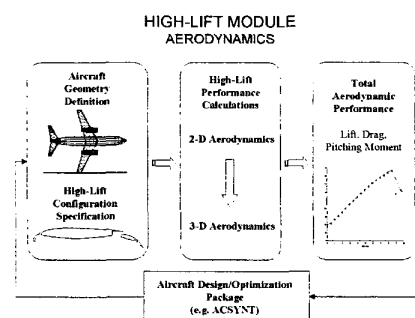 HIGH-LIFT MODULE
AERODYNAMICS
Aircraft
Geometry
Definition
High-Lift
Configuration
Specification
High-Lift
Performance
Calculations
2-D Aerodynamics
3-D Aerodynamics
Total
Aerodynamic
Performance
Lift, Drag,
Pitching Moment
Aircraft Design/Optimization
Package
(e.g. ACSYNT)